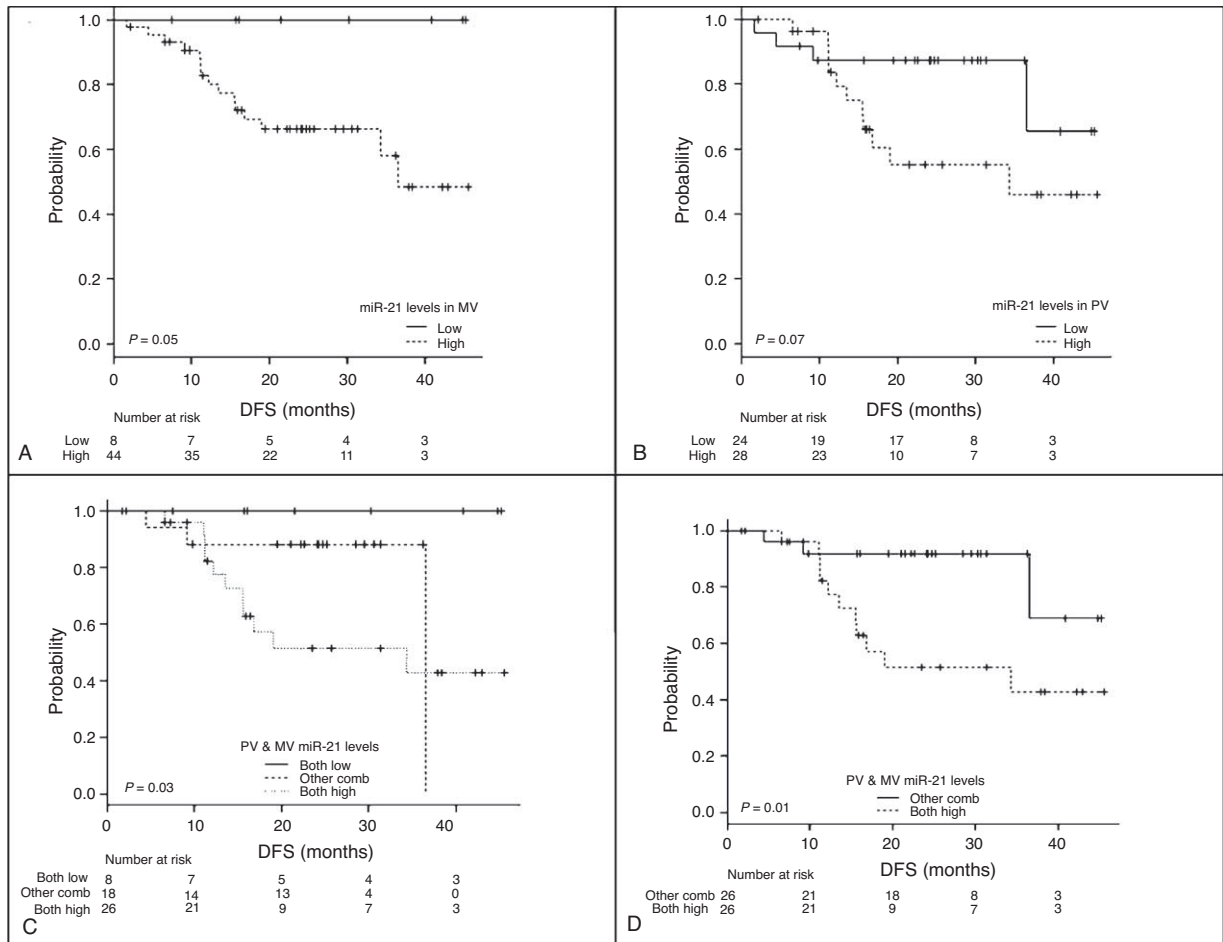 A
1.0
0.8
0.6
0.4
0.2
0.0
Probability
miR-21 levels in MV
Low
High
P = 0.05
0 10 20 30 40
DFS (months)
Number at risk
Low 8 7 5 4 3
High 44 35 22 11 3
B
1.0
0.8
0.6
0.4
0.2
0.0
Probability
miR-21 levels in PV
Low
High
P = 0.07
0 10 20 30 40
DFS (months)
Number at risk
Low 24 19 17 8 3
High 28 23 10 7 3
1.0
0.8
0.6
0.4
0.2
0.0
Probability
PV & MV miR-21 levels
Both low
Other comb
Both high
P = 0.03
0 10 20 30 40
DFS (months)
Number at risk
Both low 8 7 5 4 3
Other comb 18 14 13 4 0
Both high 26 21 9 7 3
C
1.0
0.8
0.6
0.4
0.2
0.0
Probability
PV & MV miR-21 levels
Other comb
Both high
P = 0.01
0 10 20 30 40
DFS (months)
Number at risk
Other comb 26 21 18 8 3
Both high 26 21 9 7 3
D